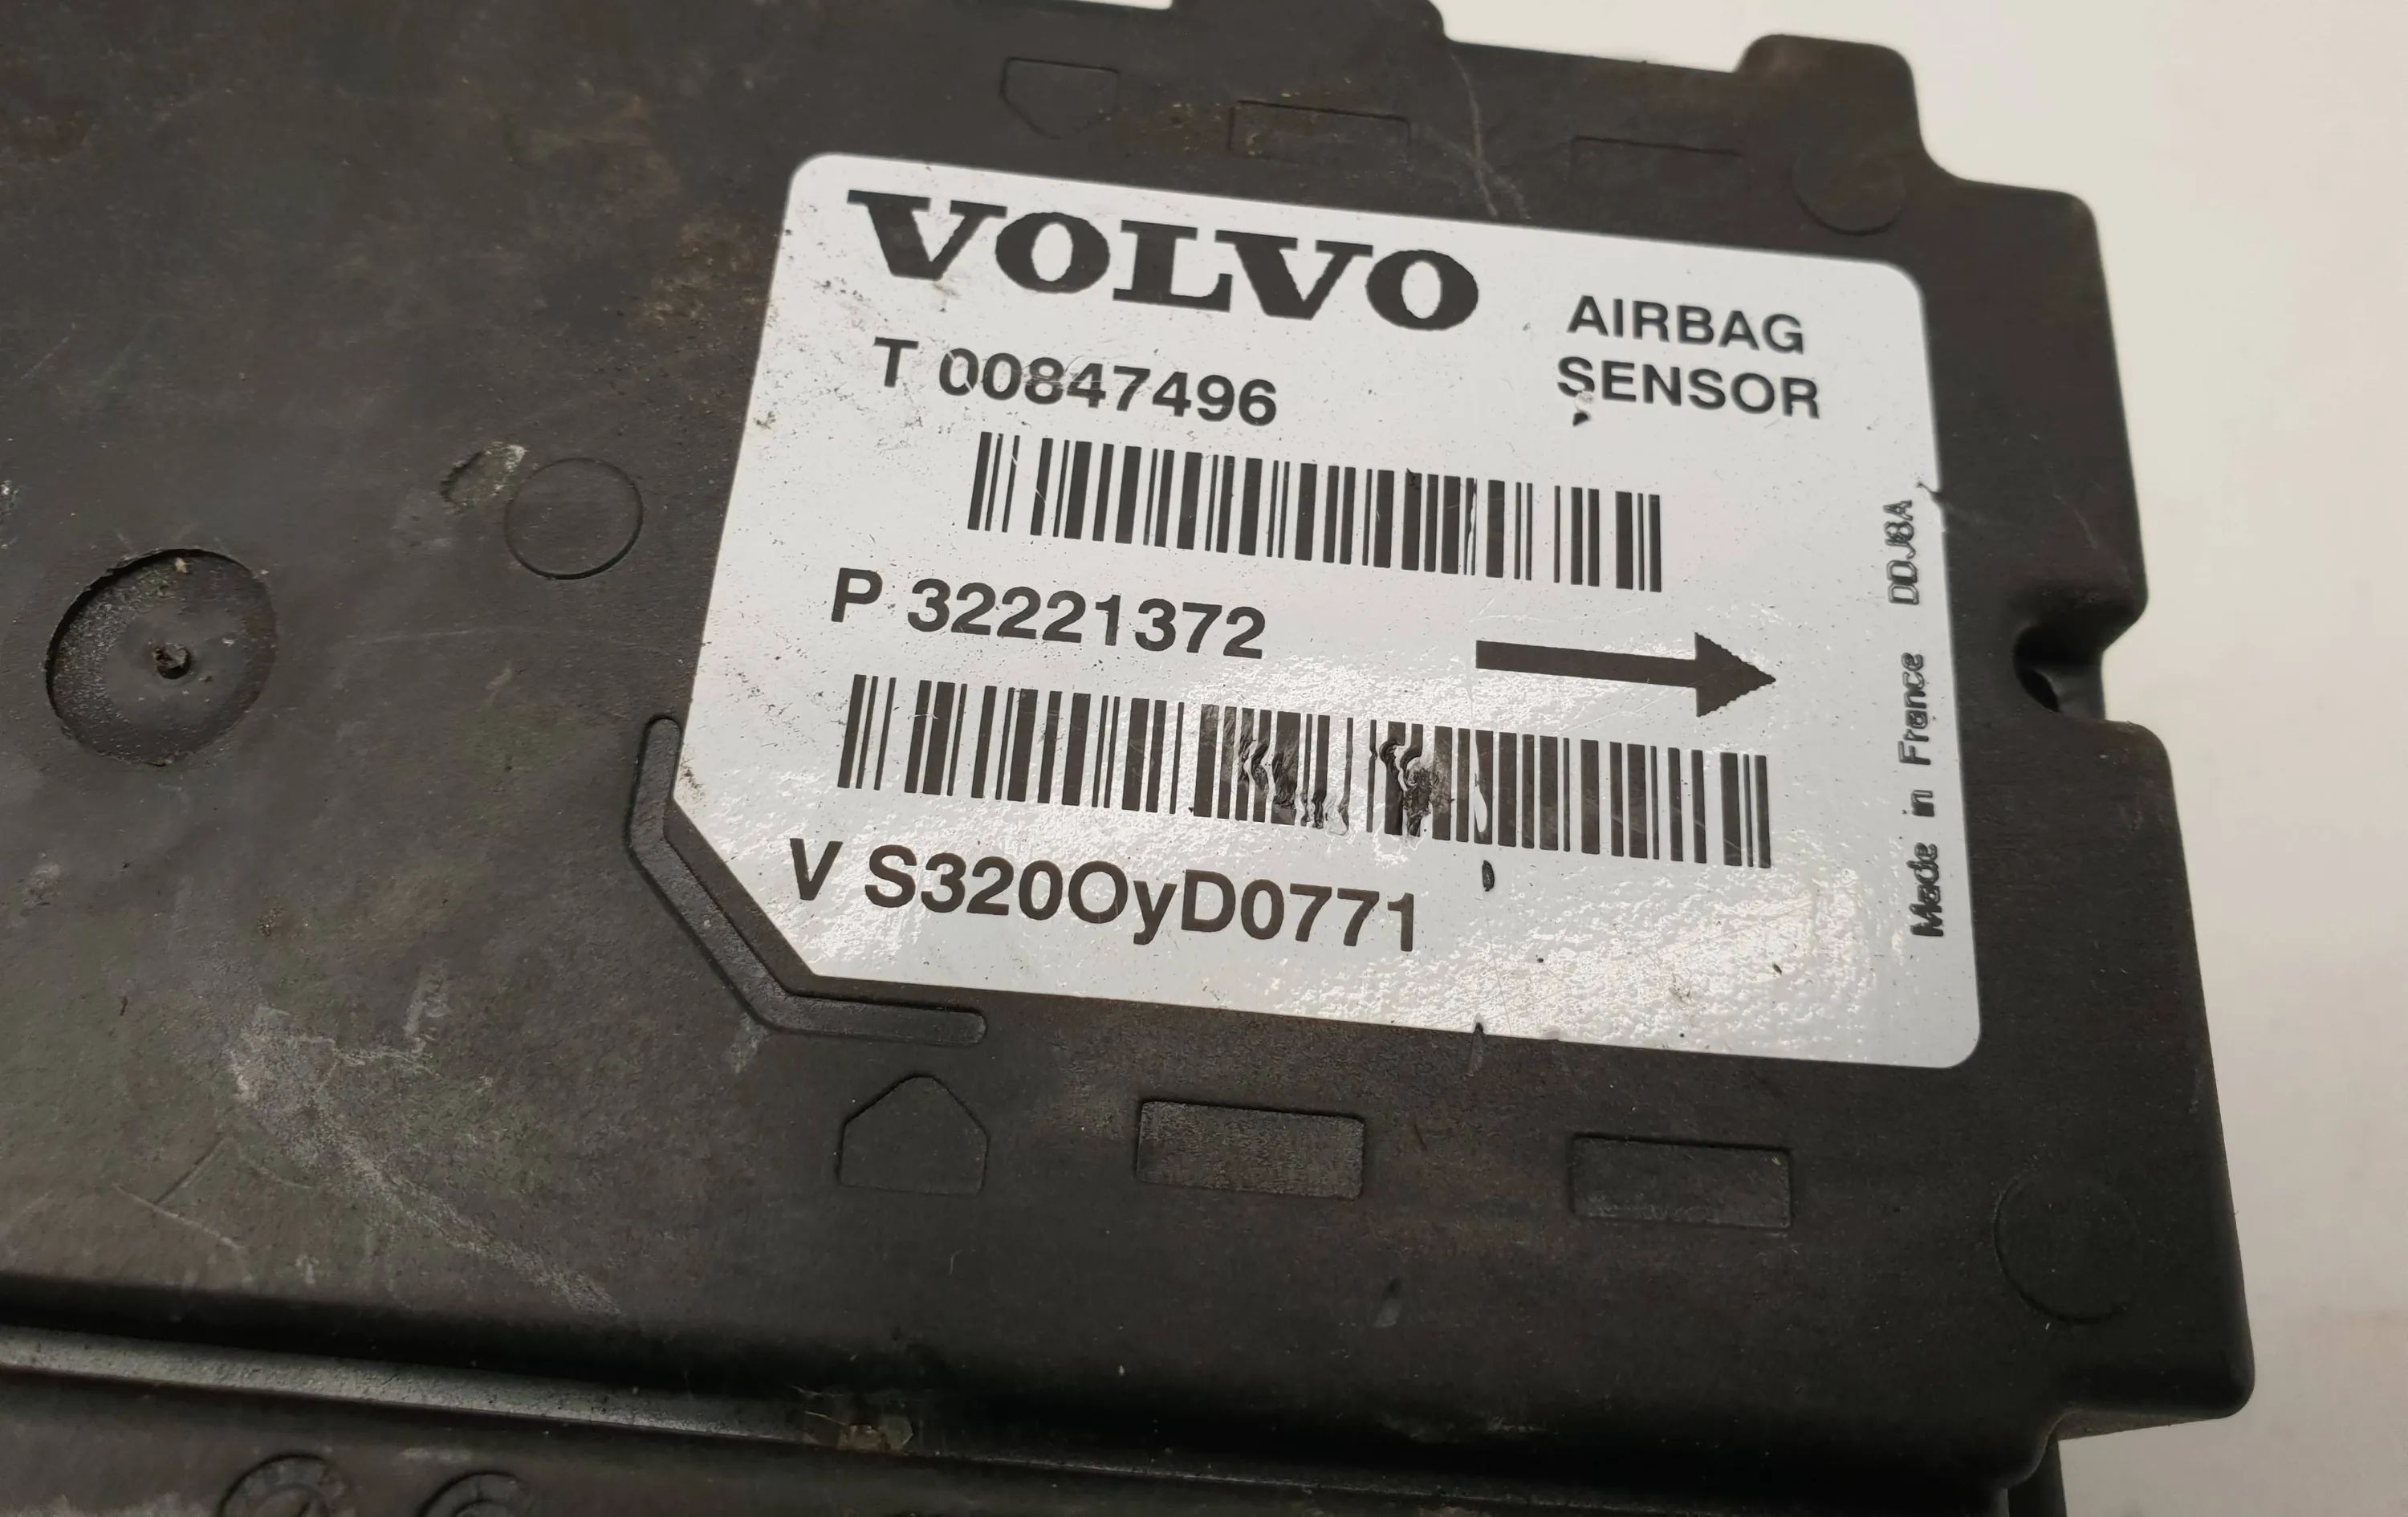 VOLVO
AIRBAG
SENSOR
T 00847496
P 32221372
V S320OyD0771
Made in France DDJ8A